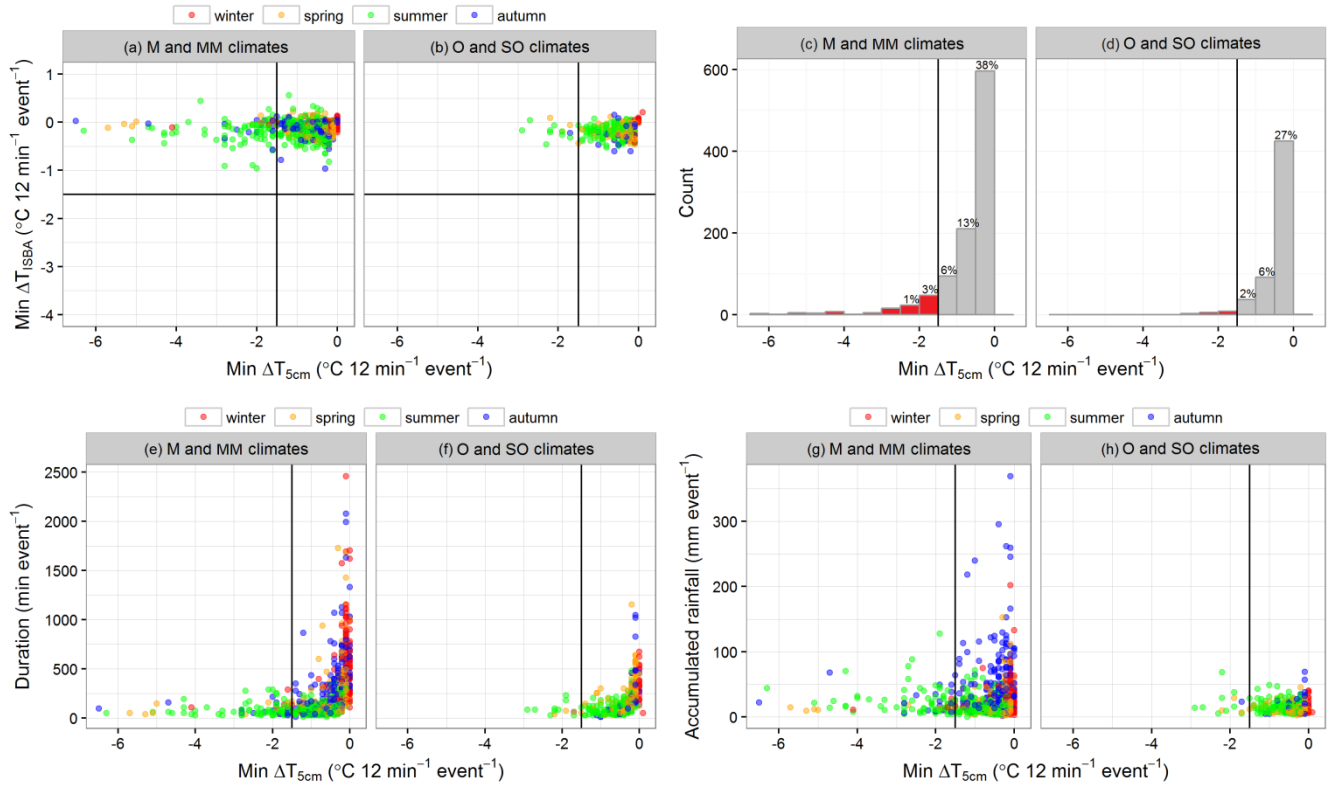 winter spring summer autumn
(a) M and MM climates (b) O and SO climates
Min ΔT_ISBA (°C 12 min⁻¹ event⁻¹)
1
0
-1
-2
-3
-4
-6 -4 -2 0 -6 -4 -2 0
Min ΔT_5cm (°C 12 min⁻¹ event⁻¹)
(c) M and MM climates (d) O and SO climates
Count
600
400
200
0
38%
13%
6%
3%
1%
27%
6%
2%
-6 -4 -2 0 -6 -4 -2 0
Min ΔT_5cm (°C 12 min⁻¹ event⁻¹)
winter spring summer autumn
(e) M and MM climates (f) O and SO climates
Duration (min event⁻¹)
2500
2000
1500
1000
500
0
-6 -4 -2 0 -6 -4 -2 0
Min ΔT_5cm (°C 12 min⁻¹ event⁻¹)
winter spring summer autumn
(g) M and MM climates (h) O and SO climates
Accumulated rainfall (mm event⁻¹)
300
200
100
0
-6 -4 -2 0 -6 -4 -2 0
Min ΔT_5cm (°C 12 min⁻¹ event⁻¹)